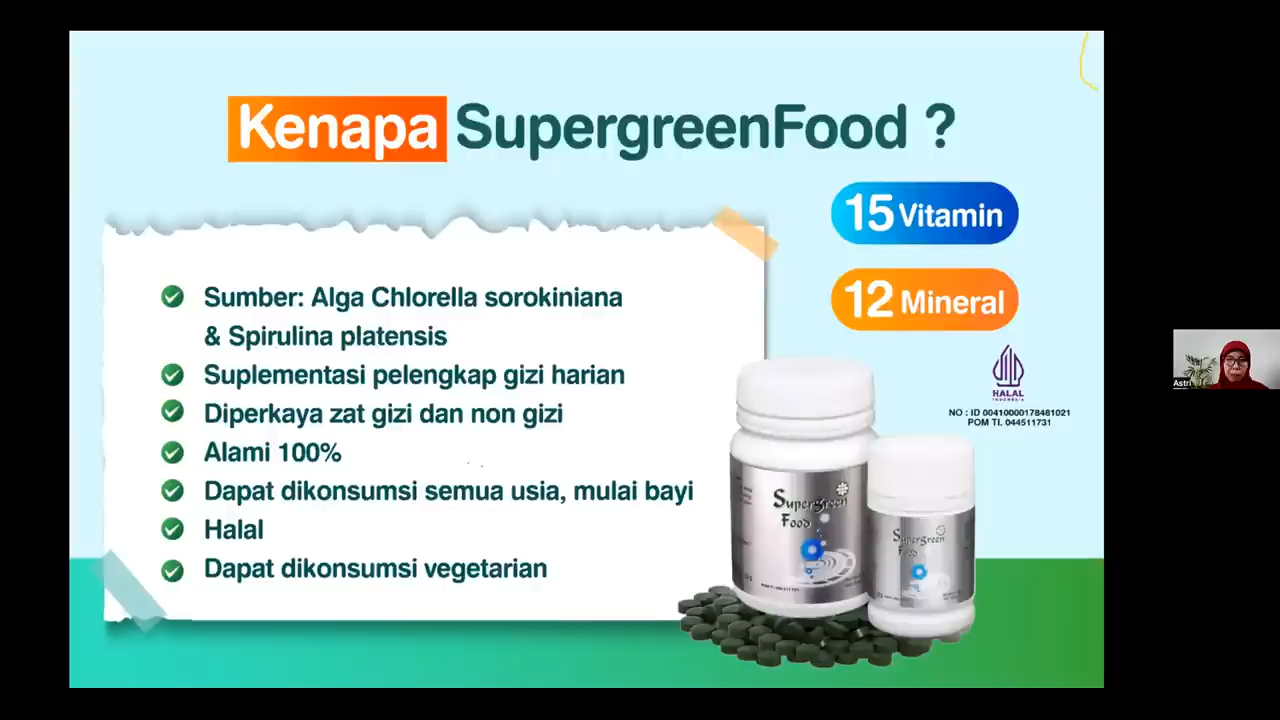 Kenapa SupergreenFood ?
15 Vitamin
12 Mineral
Sumber: Alga Chlorella sorokiniana
& Spirulina platensis
Suplementasi pelengkap gizi harian
Diperkaya zat gizi dan non gizi
Alami 100%
Dapat dikonsumsi semua usia, mulai bayi
Halal
Dapat dikonsumsi vegetarian
HALAL
INDONESIA
NO : ID 00410000178481021
POM TI. 044511731
Supergreen
Food
Supergreen
Food
Astri